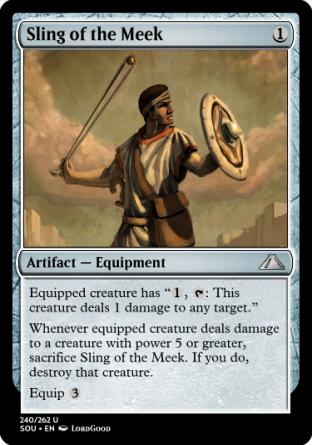 Sling of the Meek 1
Artifact — Equipment
Equipped creature has “1, T: This
creature deals 1 damage to any target.”
Whenever equipped creature deals damage
to a creature with power 5 or greater,
sacrifice Sling of the Meek. If you do,
destroy that creature.
Equip 3
240/262 U
SOU • EN LordGood